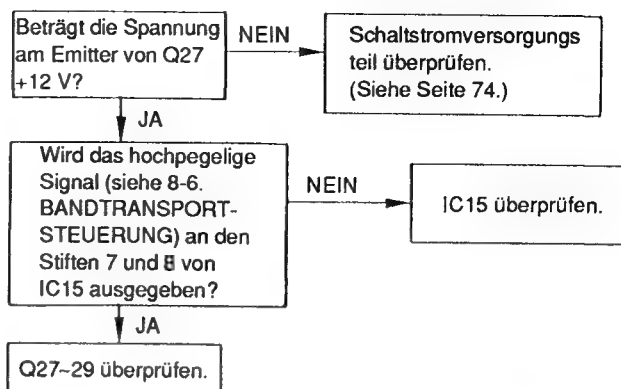 Beträgt die Spannung
am Emitter von Q27
+12 V?
NEIN
Schaltstromversorgungs
teil überprüfen.
(Siehe Seite 74.)
JA
Wird das hochpegelige
Signal (siehe 8-6.
BANDTRANSPORT-
STEUERUNG) an den
Stiften 7 und 8 von
IC15 ausgegeben?
NEIN
IC15 überprüfen.
JA
Q27~29 überprüfen.